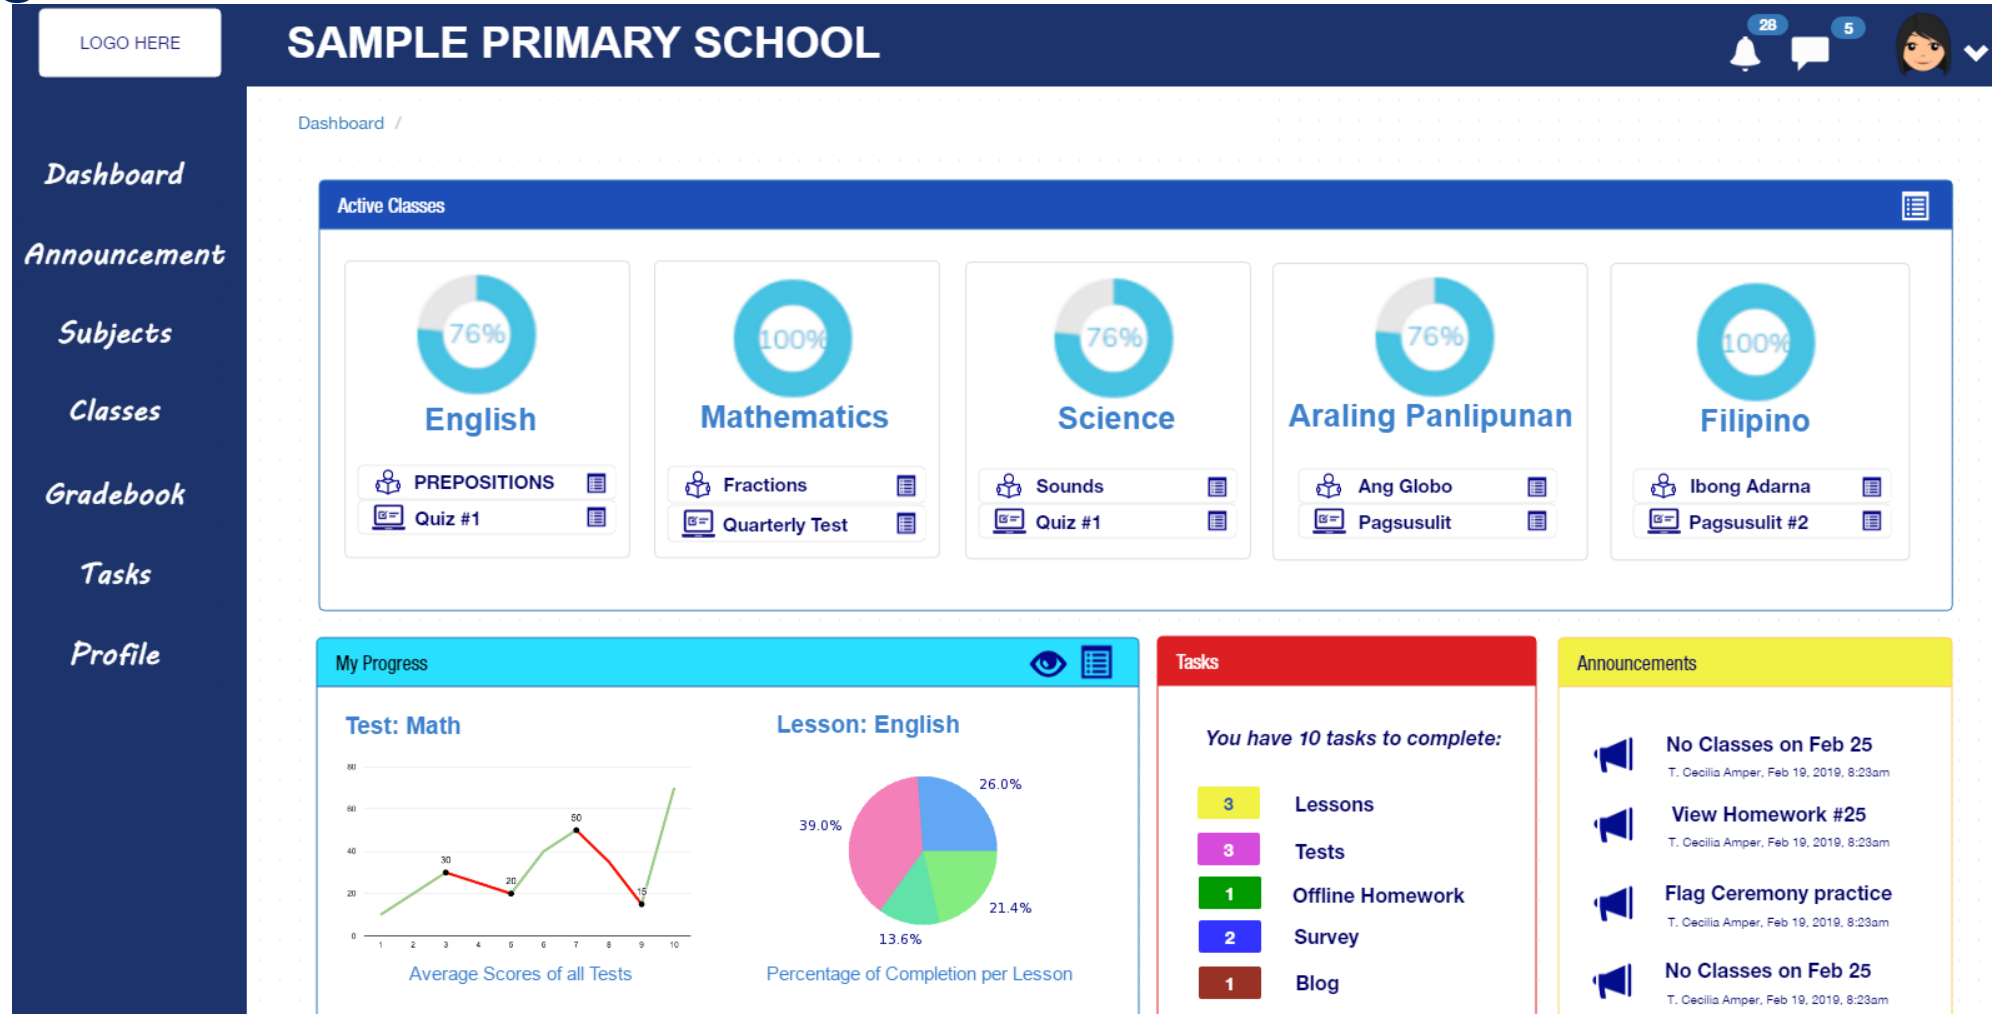 LOGO HERE
SAMPLE PRIMARY SCHOOL
28
5
Dashboard
Announcement
Subjects
Classes
Gradebook
Tasks
Profile
Dashboard /
Active Classes
76%
English
PREPOSITIONS
Quiz #1
100%
Mathematics
Fractions
Quarterly Test
76%
Science
Sounds
Quiz #1
76%
Araling Panlipunan
Ang Globo
Pagsusulit
100%
Filipino
Ibong Adarna
Pagsusulit #2
My Progress
Test: Math
80
60
40
20
0
30
20
50
15
1 2 3 4 5 6 7 8 9 10
Average Scores of all Tests
Lesson: English
26.0%
39.0%
21.4%
13.6%
Percentage of Completion per Lesson
Tasks
You have 10 tasks to complete:
3 Lessons
3 Tests
1 Offline Homework
2 Survey
1 Blog
Announcements
No Classes on Feb 25
T. Cecilia Amper, Feb 19, 2019, 8:23am
View Homework #25
T. Cecilia Amper, Feb 19, 2019, 8:23am
Flag Ceremony practice
T. Cecilia Amper, Feb 19, 2019, 8:23am
No Classes on Feb 25
T. Cecilia Amper, Feb 19, 2019, 8:23am